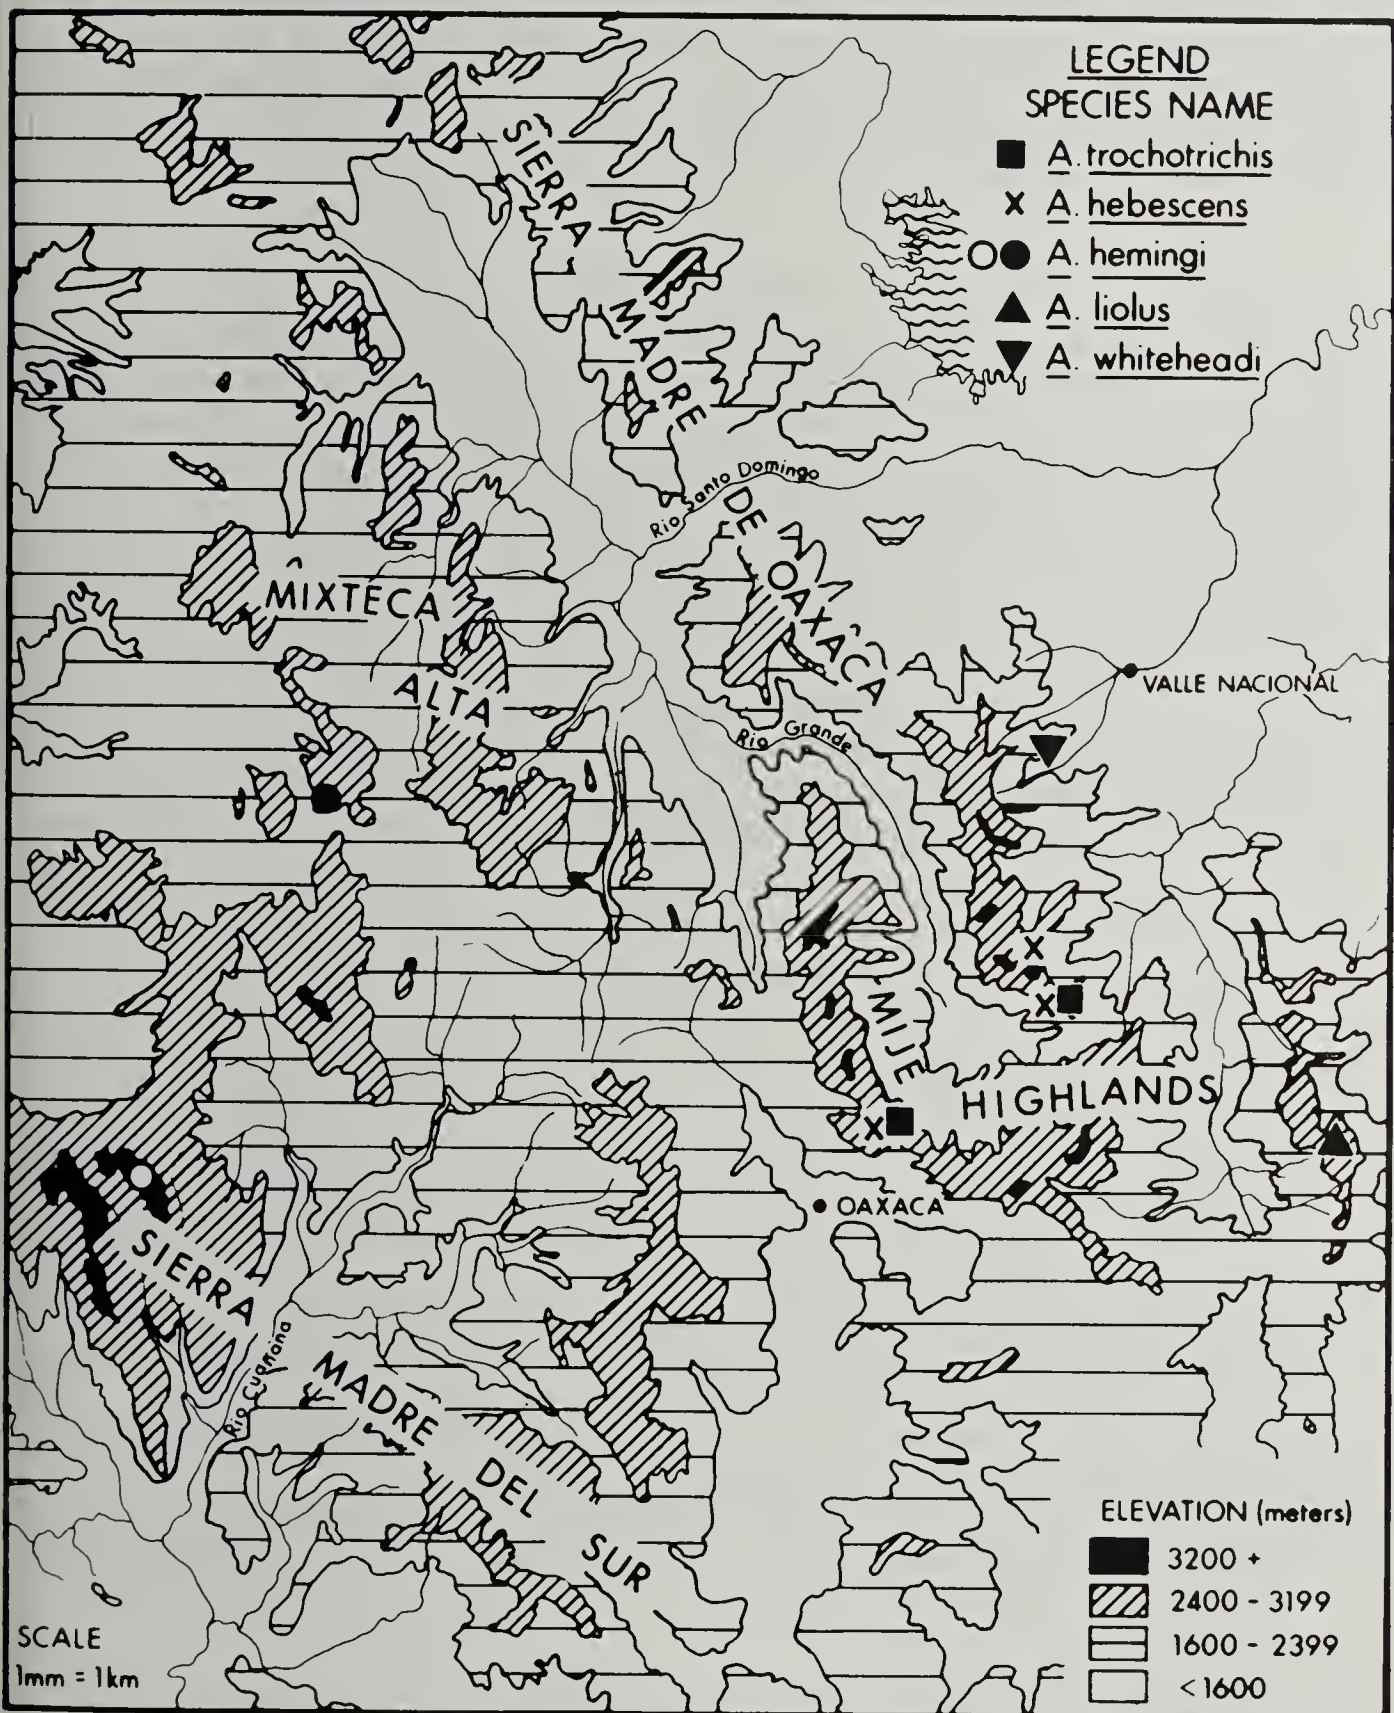 LEGEND
SPECIES NAME
A. trochotrichis
A. hebescens
A. hemingi
A. liolus
A. whiteheadi
SIERRA
MADRE
DE OAXACA
Rio Santo Domingo
MIXTECA
ALTA
VALLE NACIONAL
Rio Grande
MIJE
HIGHLANDS
OAXACA
SIERRA
Rio Cuanana
MADRE
DEL
SUR
ELEVATION (meters)
3200 +
2400 - 3199
1600 - 2399
<1600
SCALE
1mm = 1km